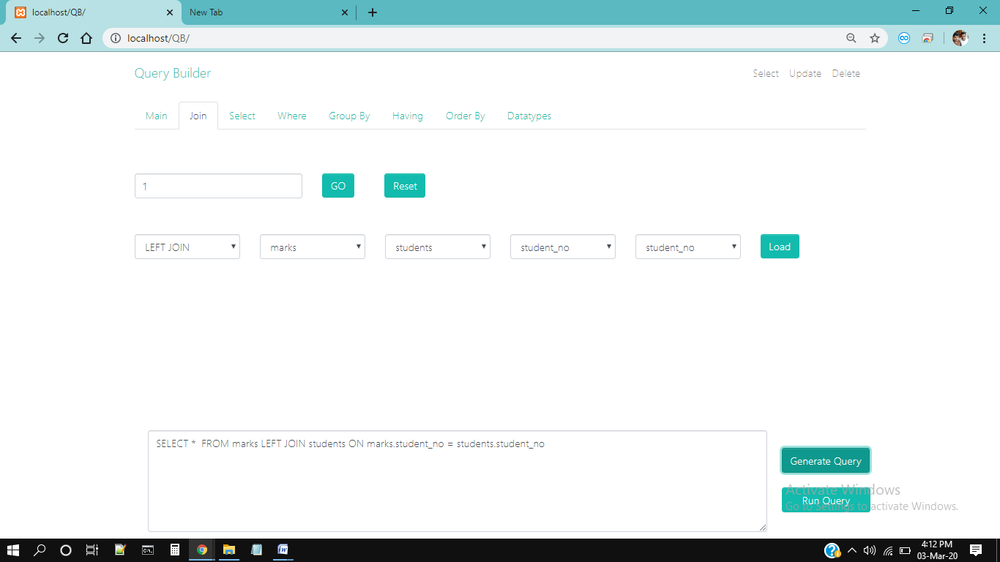 localhost/QB/
New Tab
localhost/QB/
Query Builder
Select Update Delete
Main Join Select Where Group By Having Order By Datatypes
1 GO Reset
LEFT JOIN marks students student_no student_no Load
SELECT * FROM marks LEFT JOIN students ON marks.student_no = students.student_no
Generate Query
Activate Windows
Run Query
Go to Settings to activate Windows.
4:12 PM
03-Mar-20